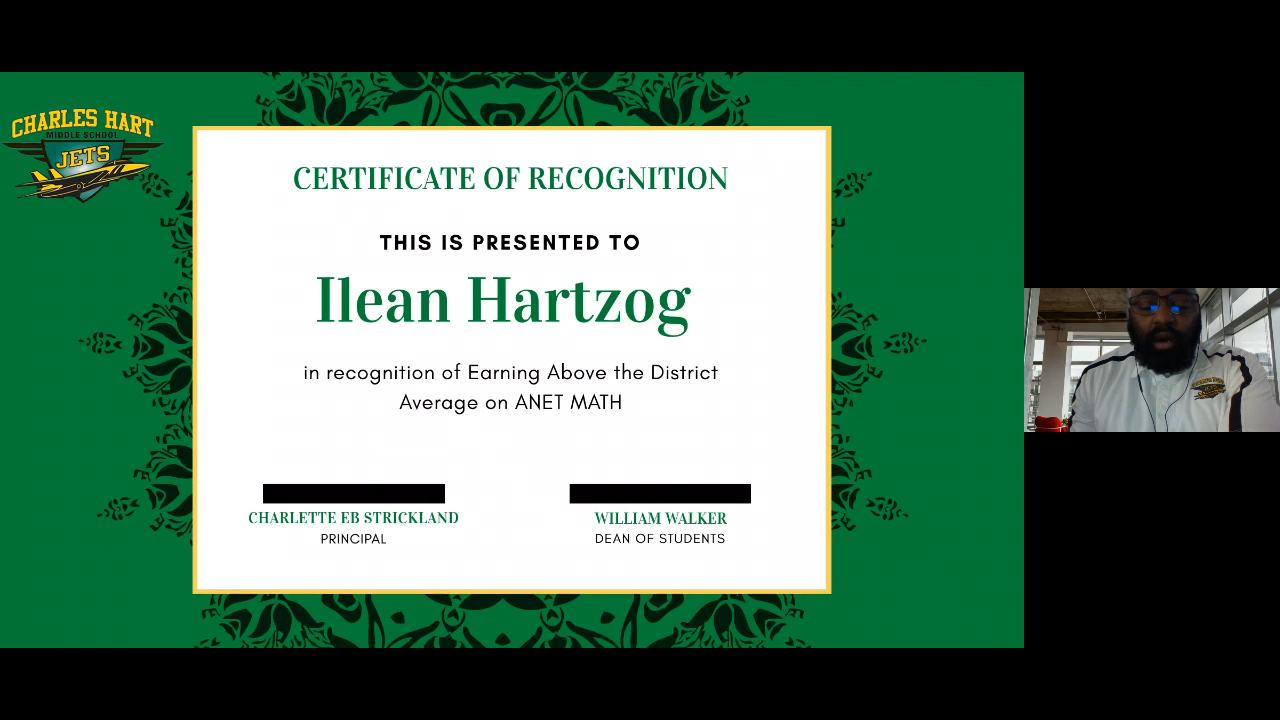 CHARLES HART
MIDDLE SCHOOL
JETS
CERTIFICATE OF RECOGNITION
THIS IS PRESENTED TO
Ilean Hartzog
in recognition of Earning Above the District
Average on ANET MATH
CHARLETTE EB STRICKLAND
PRINCIPAL
WILLIAM WALKER
DEAN OF STUDENTS